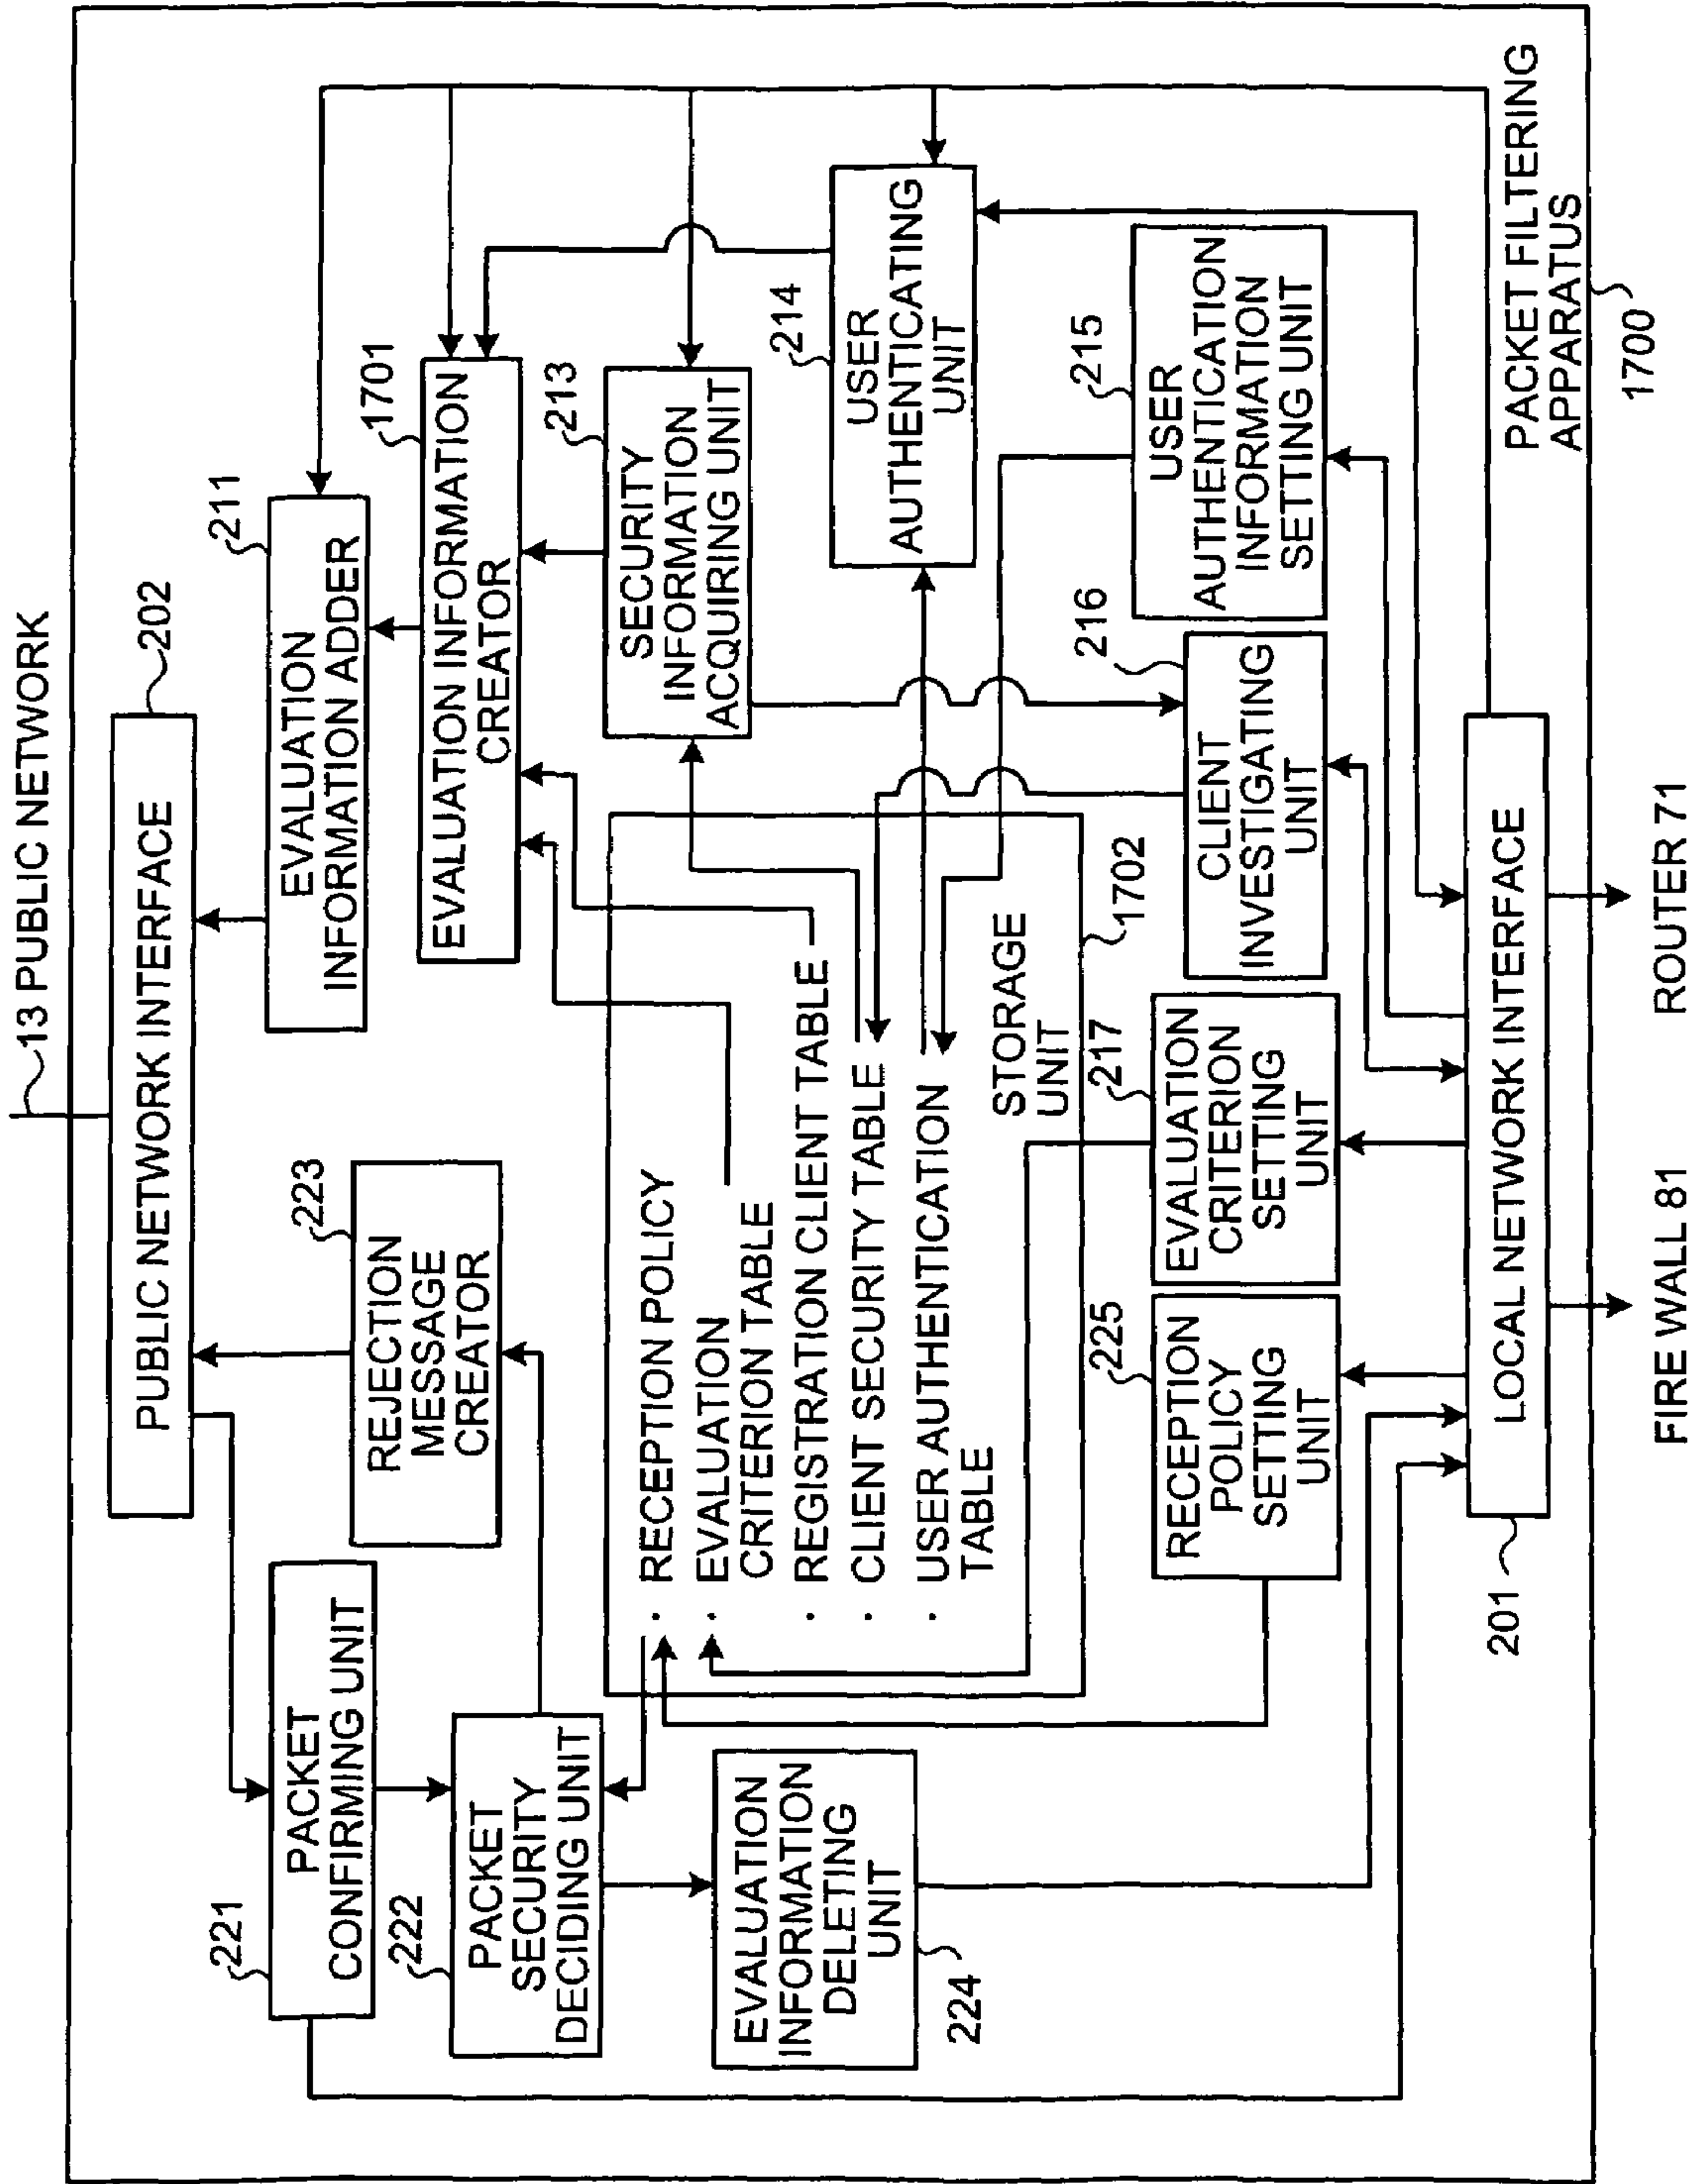 13 PUBLIC NETWORK
PUBLIC NETWORK INTERFACE
202
221
PACKET
CONFIRMING UNIT
223
REJECTION
MESSAGE
CREATOR
211
EVALUATION
INFORMATION ADDER
222
PACKET
SECURITY
DECIDING UNIT
1701
EVALUATION INFORMATION
CREATOR
EVALUATION
INFORMATION
DELETING
UNIT
224
213
SECURITY
INFORMATION
ACQUIRING UNIT
214
USER
AUTHENTICATING
UNIT
· RECEPTION POLICY
· EVALUATION
CRITERION TABLE
· REGISTRATION CLIENT TABLE
· CLIENT SECURITY TABLE
· USER AUTHENTICATION
TABLE
STORAGE
UNIT
1702
225
RECEPTION
POLICY
SETTING
UNIT
217
EVALUATION
CRITERION
SETTING
UNIT
216
CLIENT
INVESTIGATING
UNIT
215
USER
AUTHENTICATION
INFORMATION
SETTING UNIT
201
LOCAL NETWORK INTERFACE
PACKET FILTERING
APPARATUS
1700
FIRE WALL 81
ROUTER 71